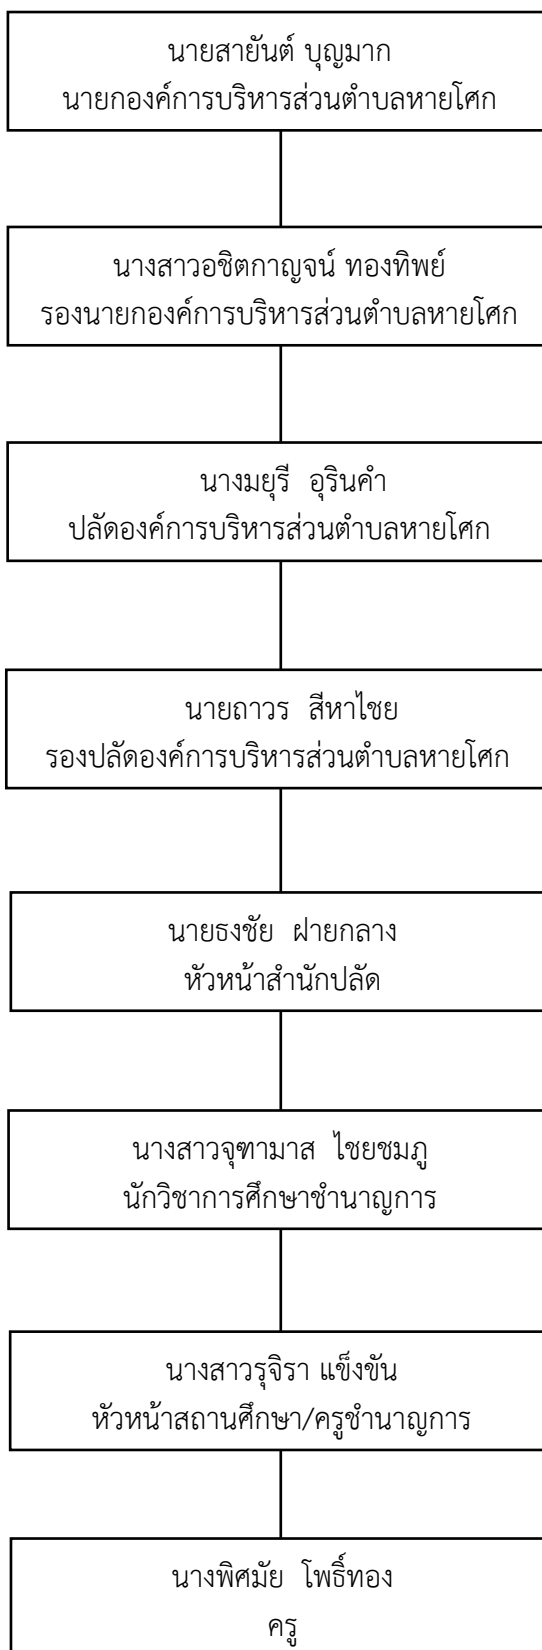 นายสายันต์ บุญมาก
นายกองค์การบริหารส่วนตำบลหายโศก
นางสาวอชิตกาญจน์ ทองทิพย์
รองนายกองค์การบริหารส่วนตำบลหายโศก
นางมยุรี  อุรินคำ
ปลัดองค์การบริหารส่วนตำบลหายโศก
นายถาวร  สีหาไชย
รองปลัดองค์การบริหารส่วนตำบลหายโศก
นายธงชัย  ฝายกลาง
หัวหน้าสำนักปลัด
นางสาวจุฑามาส  ไชยชมภู
นักวิชาการศึกษาชำนาญการ
นางสาวรุจิรา แข็งขัน
หัวหน้าสถานศึกษา/ครูชำนาญการ
นางพิศมัย  โพธิ์ทอง
ครู